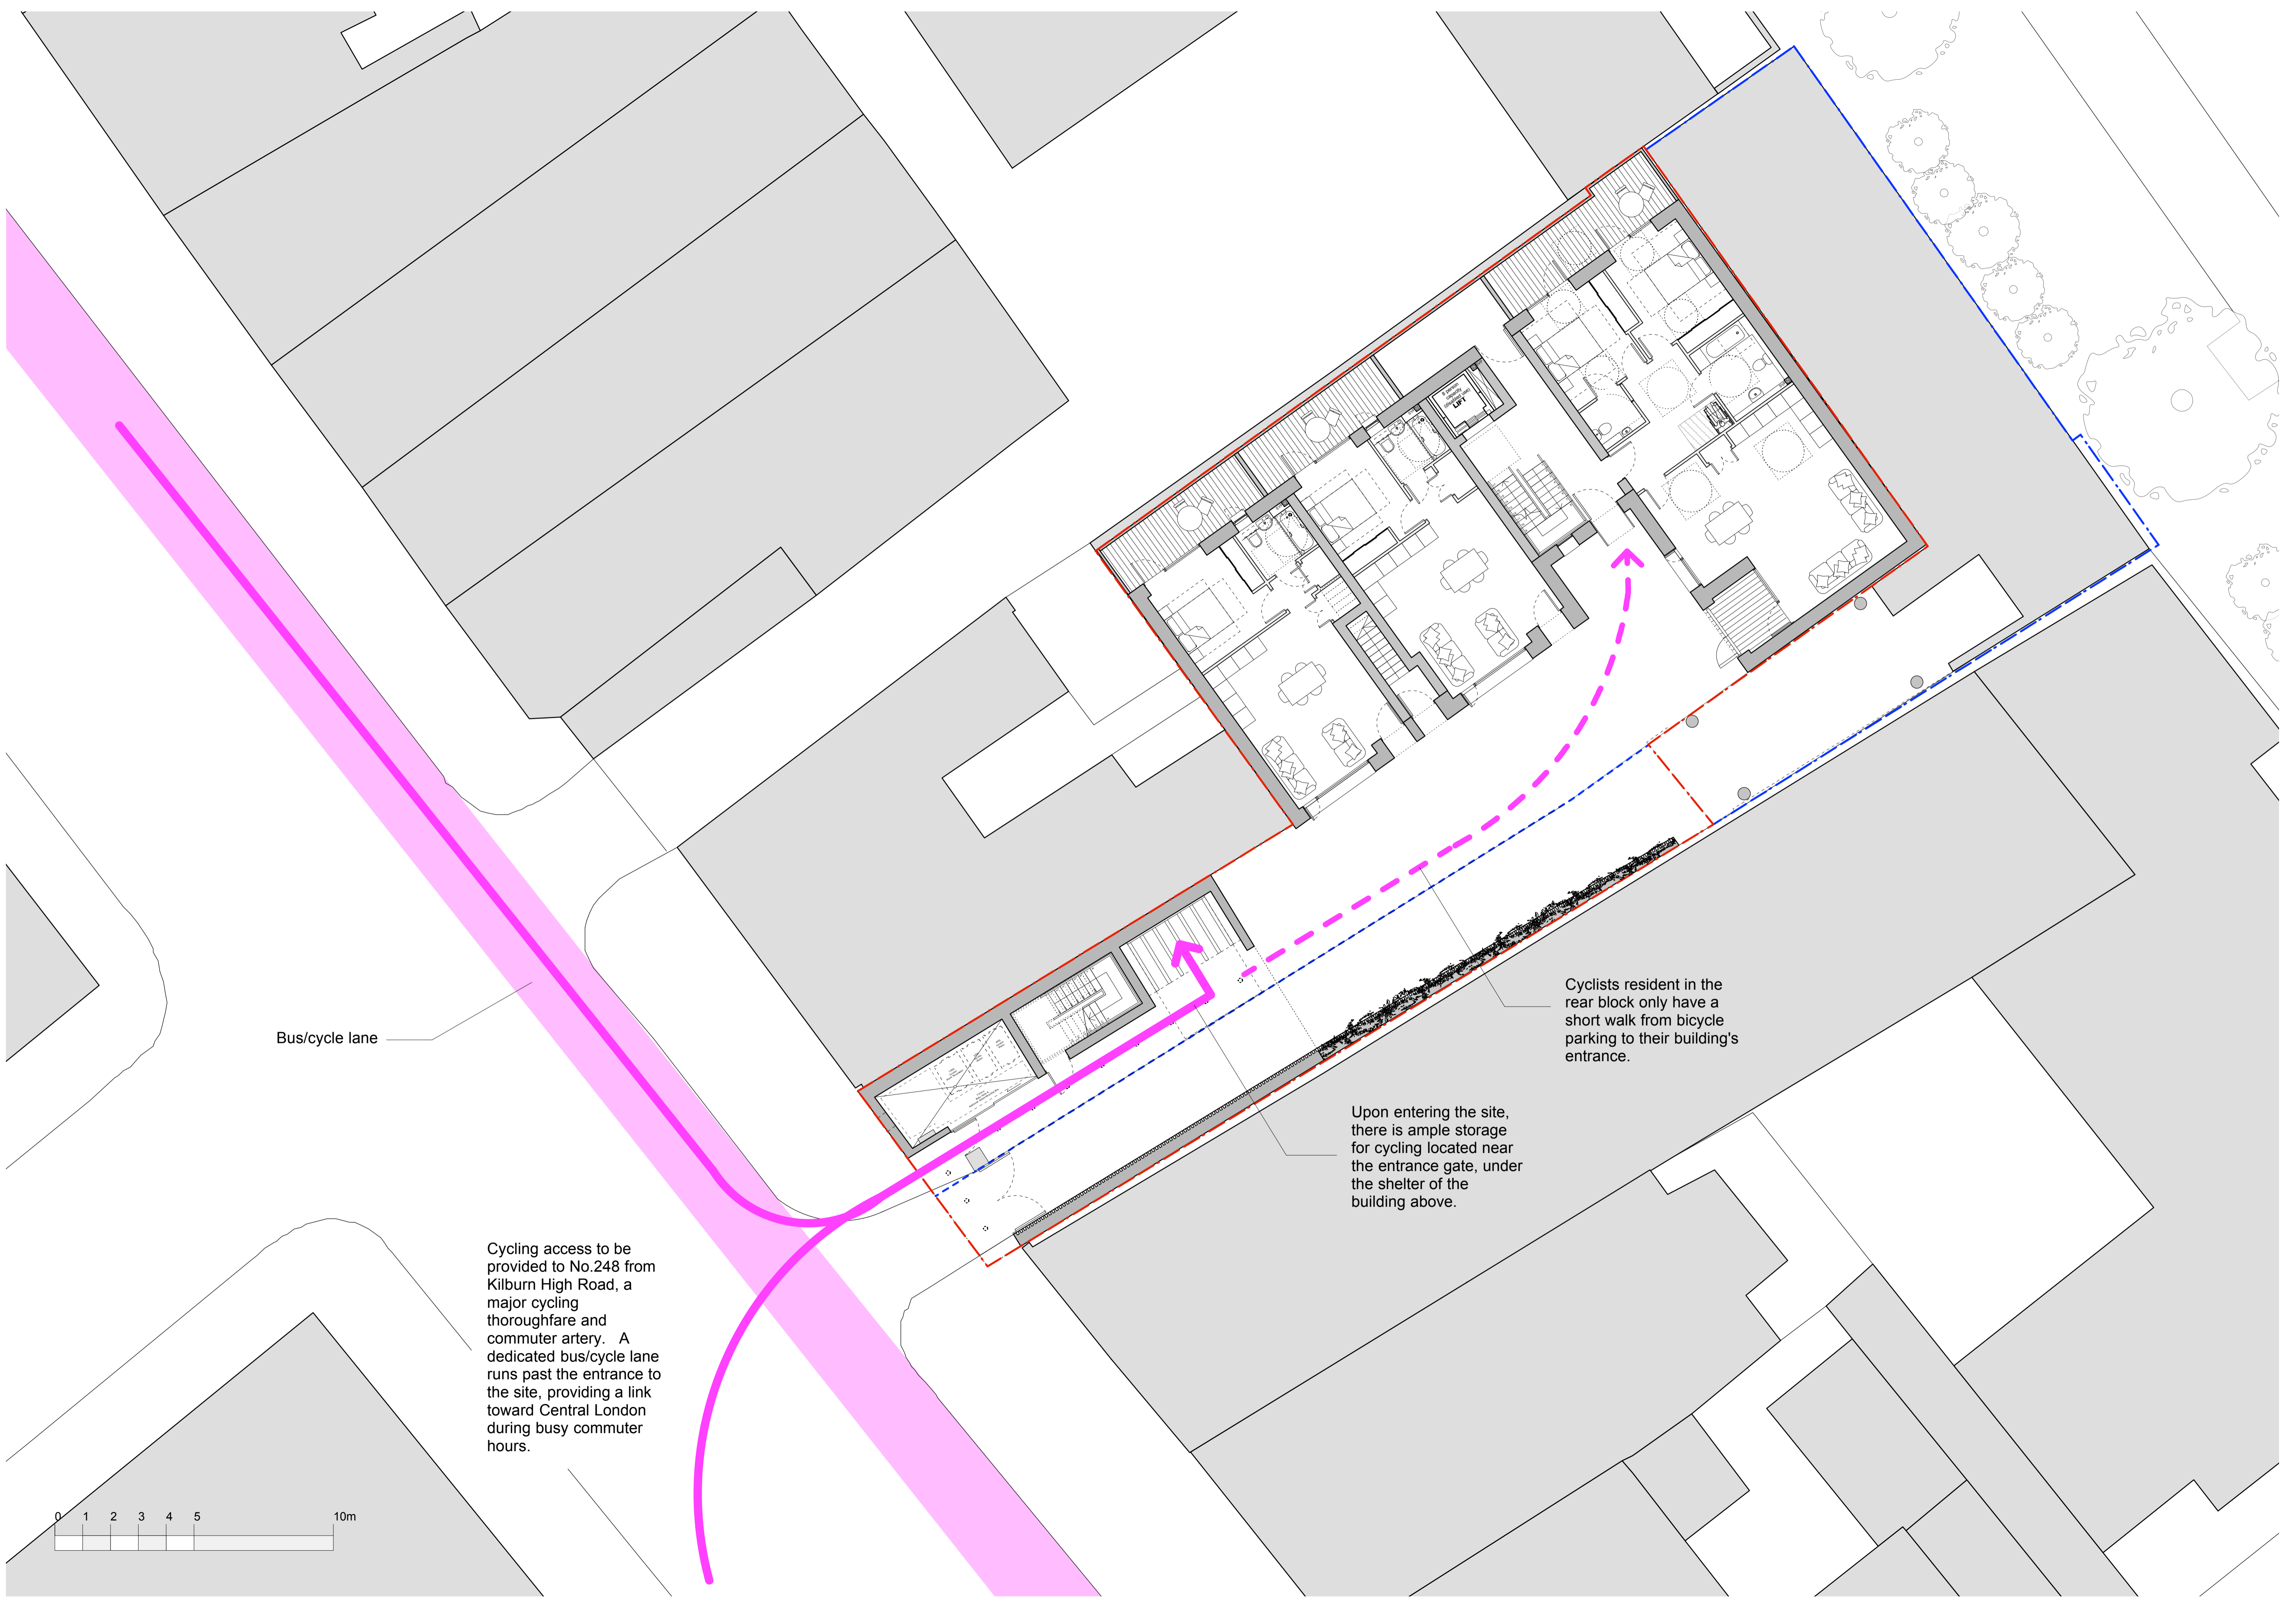 LIFT
Bus/cycle lane
Cyclists resident in the
rear block only have a
short walk from bicycle
parking to their building's
entrance.
Upon entering the site,
there is ample storage
for cycling located near
the entrance gate, under
the shelter of the
building above.
Cycling access to be
provided to No.248 from
Kilburn High Road, a
major cycling
thoroughfare and
commuter artery.   A
dedicated bus/cycle lane
runs past the entrance to
the site, providing a link
toward Central London
during busy commuter
hours.
0 1 2 3 4 5 10m